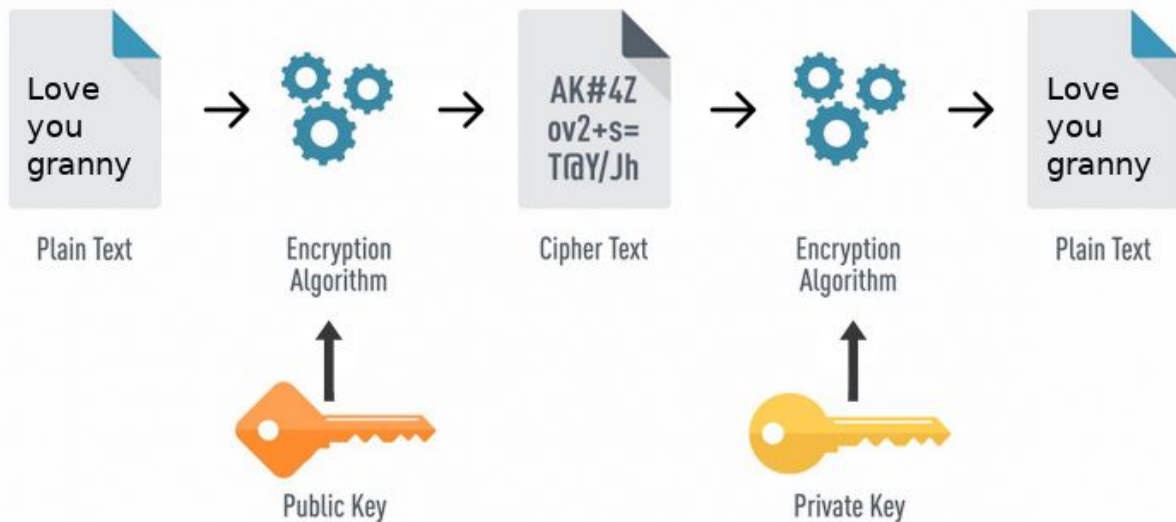 Love
you
granny
Plain Text
Encryption
Algorithm
AK#4Z
ov2+s=
T@Y/Jh
Cipher Text
Encryption
Algorithm
Love
you
granny
Plain Text
Public Key
Private Key